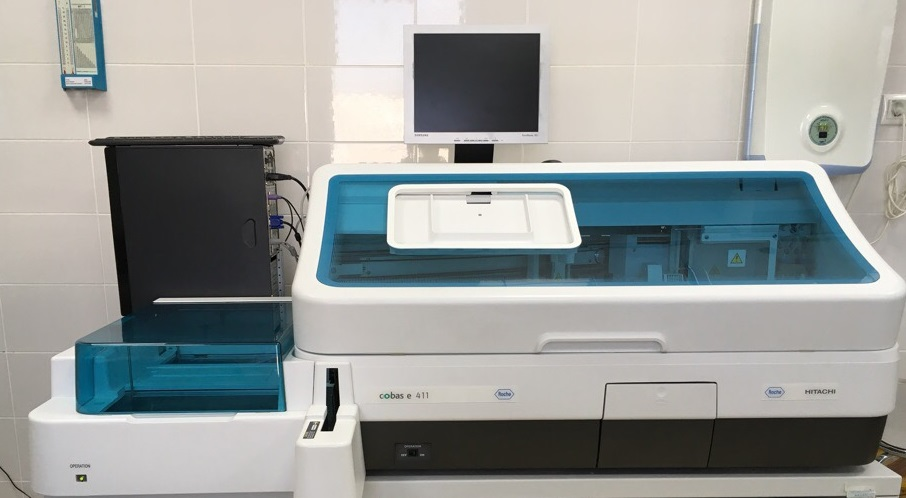 SAMSUNG
cobas e 411
Roche
Roche
HITACHI
OPERATION